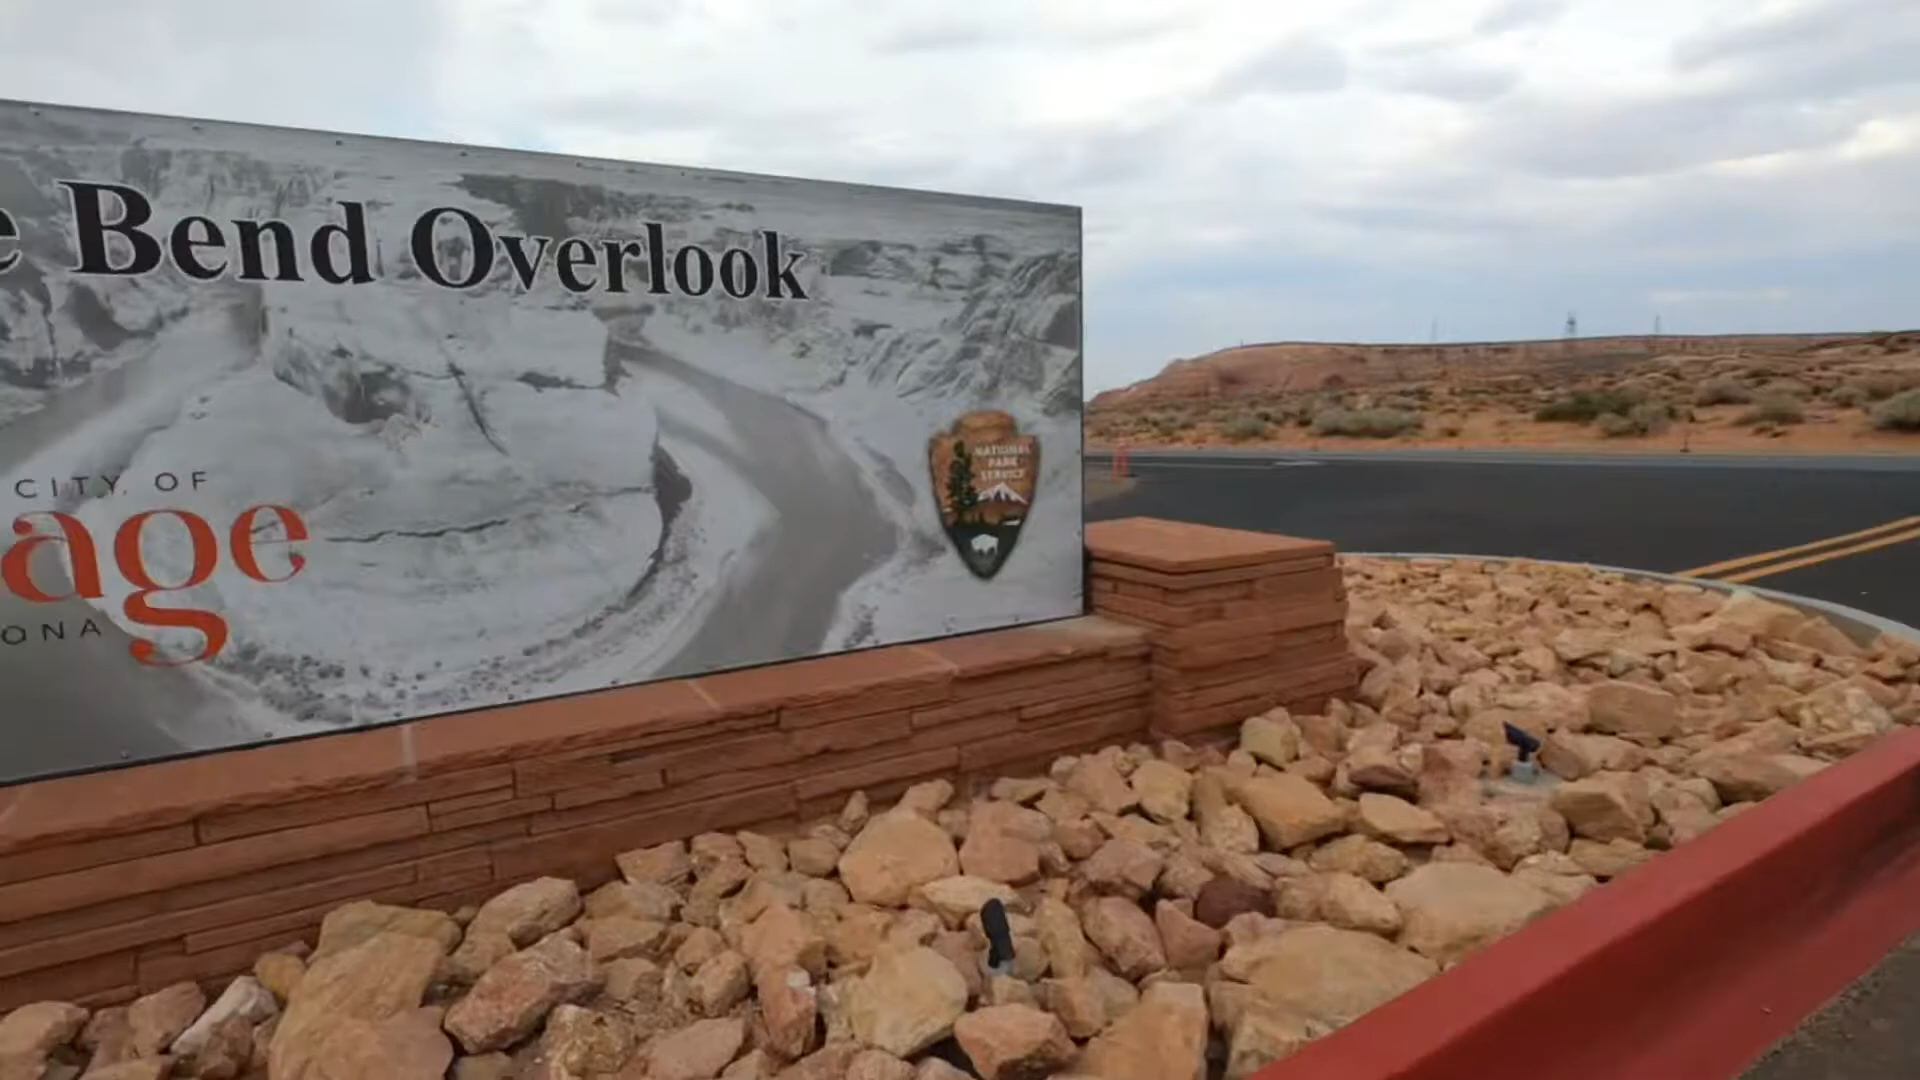 e Bend Overlook
CITY OF
age
ONA
NATIONAL
PARK
SERVICE